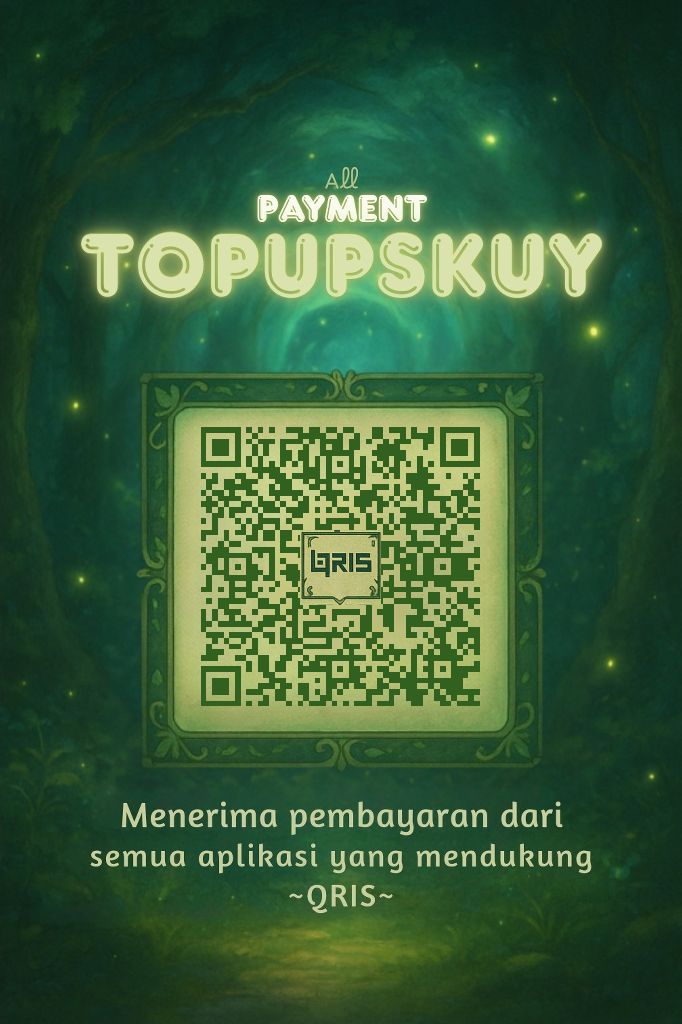 All
PAYMENT
TOPUPSKUY
QRIS
Menerima pembayaran dari
semua aplikasi yang mendukung
~QRIS~